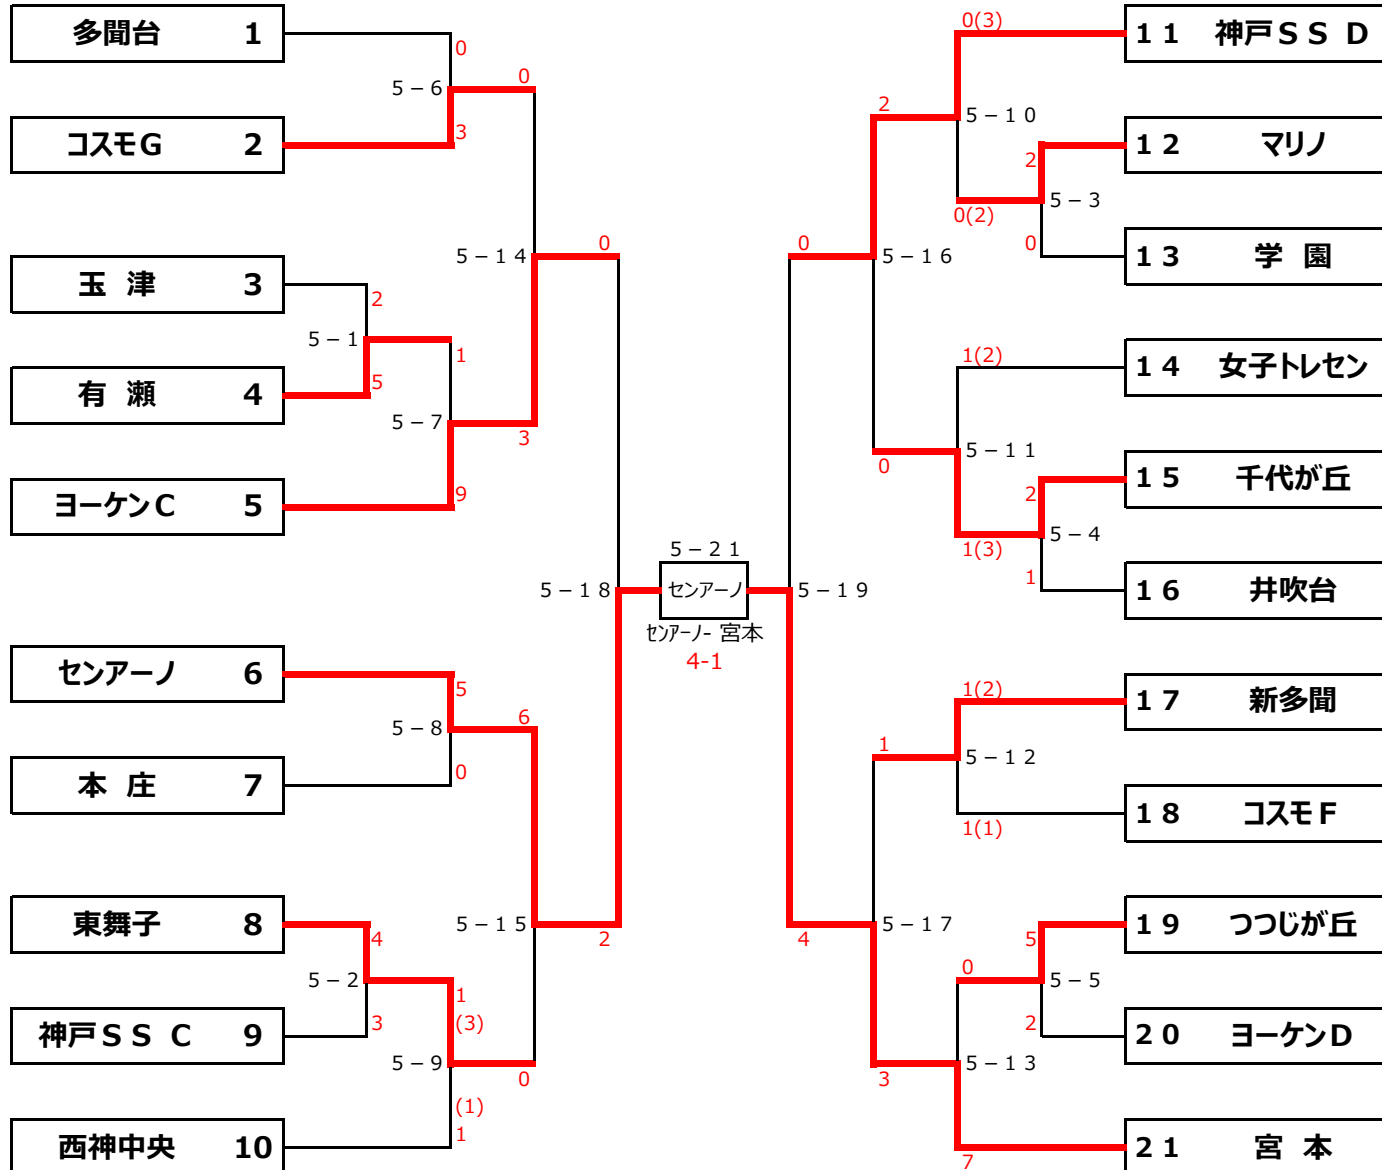 多聞台 1
0
5－6
0
コスモG 2
3
玉 津 3
2
5－1
1
有 瀬 4
5
5－7
3
ヨーケンC 5
9
5－14
0
センアーノ 6
5
5－8
6
本 庄 7
0
東舞子 8
4
5－2
1
(3)
神戸SS C 9
3
5－9
0
(1)
1
西神中央 10
5－15
2
5－18
5－21
センアーノ
センアーノ- 宮本
4-1
5－19
0(3)
11 神戸SS D
2
5－10
12 マリノ
2
0(2)
5－3
0
13 学 園
0
5－16
1(2)
14 女子トレセン
0
5－11
15 千代が丘
2
1(3)
5－4
1
16 井吹台
1(2)
17 新多聞
1
5－12
1(1)
18 コスモF
4
5－17
19 つつじが丘
5
0
5－5
2
20 ヨーケンD
3
5－13
7
21 宮 本